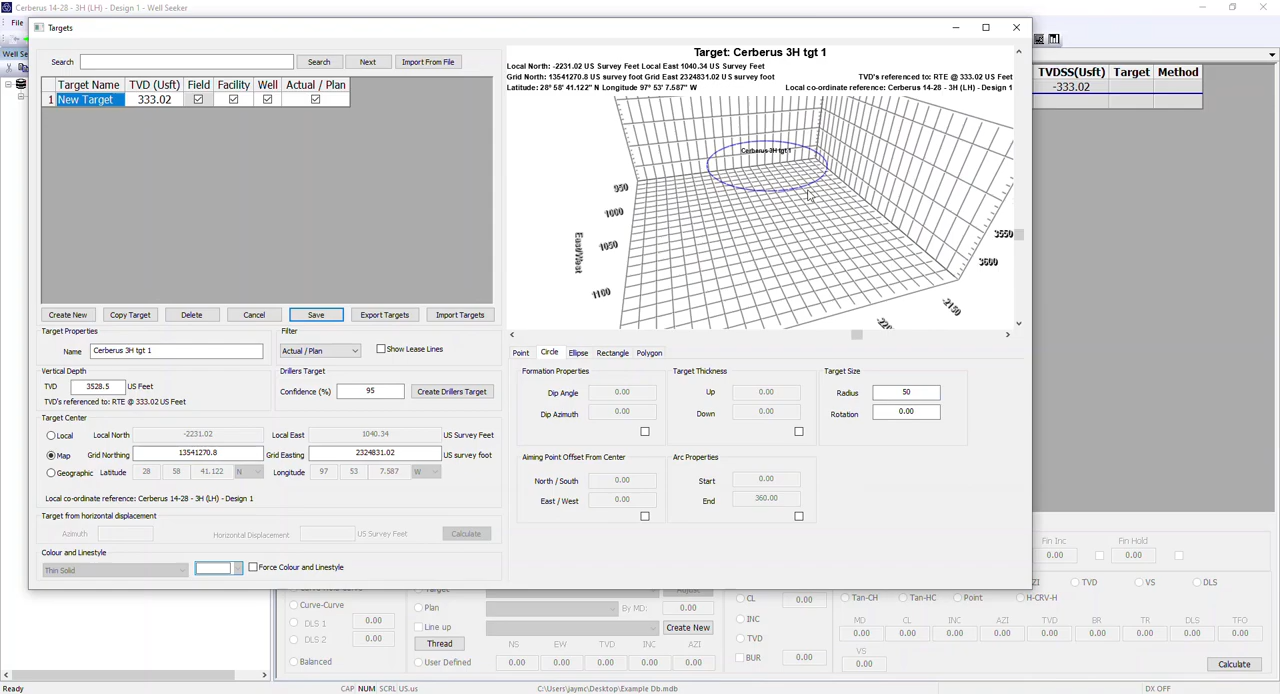 Cerberus 14-28 - 3H (LH) - Design 1 - Well Seeker
File
Targets
Well Se
Search
Search Next Import From File
Target Name TVD (Usft) Field Facility Well Actual / Plan
1 New Target 333.02
Target: Cerberus 3H tgt 1
Local North: -2231.02 US Survey Feet Local East 1040.34 US Survey Feet
Grid North: 13541270.8 US survey foot Grid East 2324831.02 US survey foot
TVD's referenced to: RTE @ 333.02 US Feet
Latitude: 28° 58' 41.122" N Longitude 97° 53' 7.587" W
Local co-ordinate reference: Cerberus 14-28 - 3H (LH) - Design 1
TVDSS(Usft) Target Method
-333.02
Cerberus 3H tgt 1
950
1000
1050
1100
East/West
3550
3600
-2150
Create New Copy Target Delete Cancel Save Export Targets Import Targets
Target Properties
Name Cerberus 3H tgt 1
Filter
Actual / Plan Show Lease Lines
Vertical Depth
TVD 3528.5 US Feet
TVD's referenced to: RTE @ 333.02 US Feet
Drillers Target
Confidence (%) 95 Create Drillers Target
Target Center
Local Local North -2231.02 Local East 1040.34 US Survey Feet
Map Grid Northing 13541270.8 Grid Easting 2324831.02 US survey foot
Geographic Latitude 28 58 41.122 N Longitude 97 53 7.587 W
Local co-ordinate reference: Cerberus 14-28 - 3H (LH) - Design 1
Target from horizontal displacement
Azimuth Horizontal Displacement US Survey Feet Calculate
Colour and Linestyle
Thin Solid Force Colour and Linestyle
Point Circle Ellipse Rectangle Polygon
Formation Properties
Dip Angle 0.00
Dip Azimuth 0.00
Target Thickness
Up 0.00
Down 0.00
Target Size
Radius 50
Rotation 0.00
Aiming Point Offset From Center
North / South 0.00
East / West 0.00
Arc Properties
Start 0.00
End 360.00
Fin Inc Fin Hold
0.00 0.00
Curve-Curve
DLS 1 0.00
DLS 2 0.00
Balanced
Target
Plan By MD: 0.00
Line up Create New
Thread NS EW TVD INC AZI
User Defined 0.00 0.00 0.00 0.00 0.00
CL 0.00
INC
TVD
BUR 0.00
AZI TVD VS DLS
Tan-CH Tan-HC Point H-CRV-H
MD CL INC AZI TVD BR TR DLS TFO
0.00 0.00 0.00 0.00 0.00 0.00 0.00 0.00 0.00
VS
0.00
Calculate
Ready CAP NUM SCRL US.us C:\Users\jaymc\Desktop\Example Db.mdb DX OFF